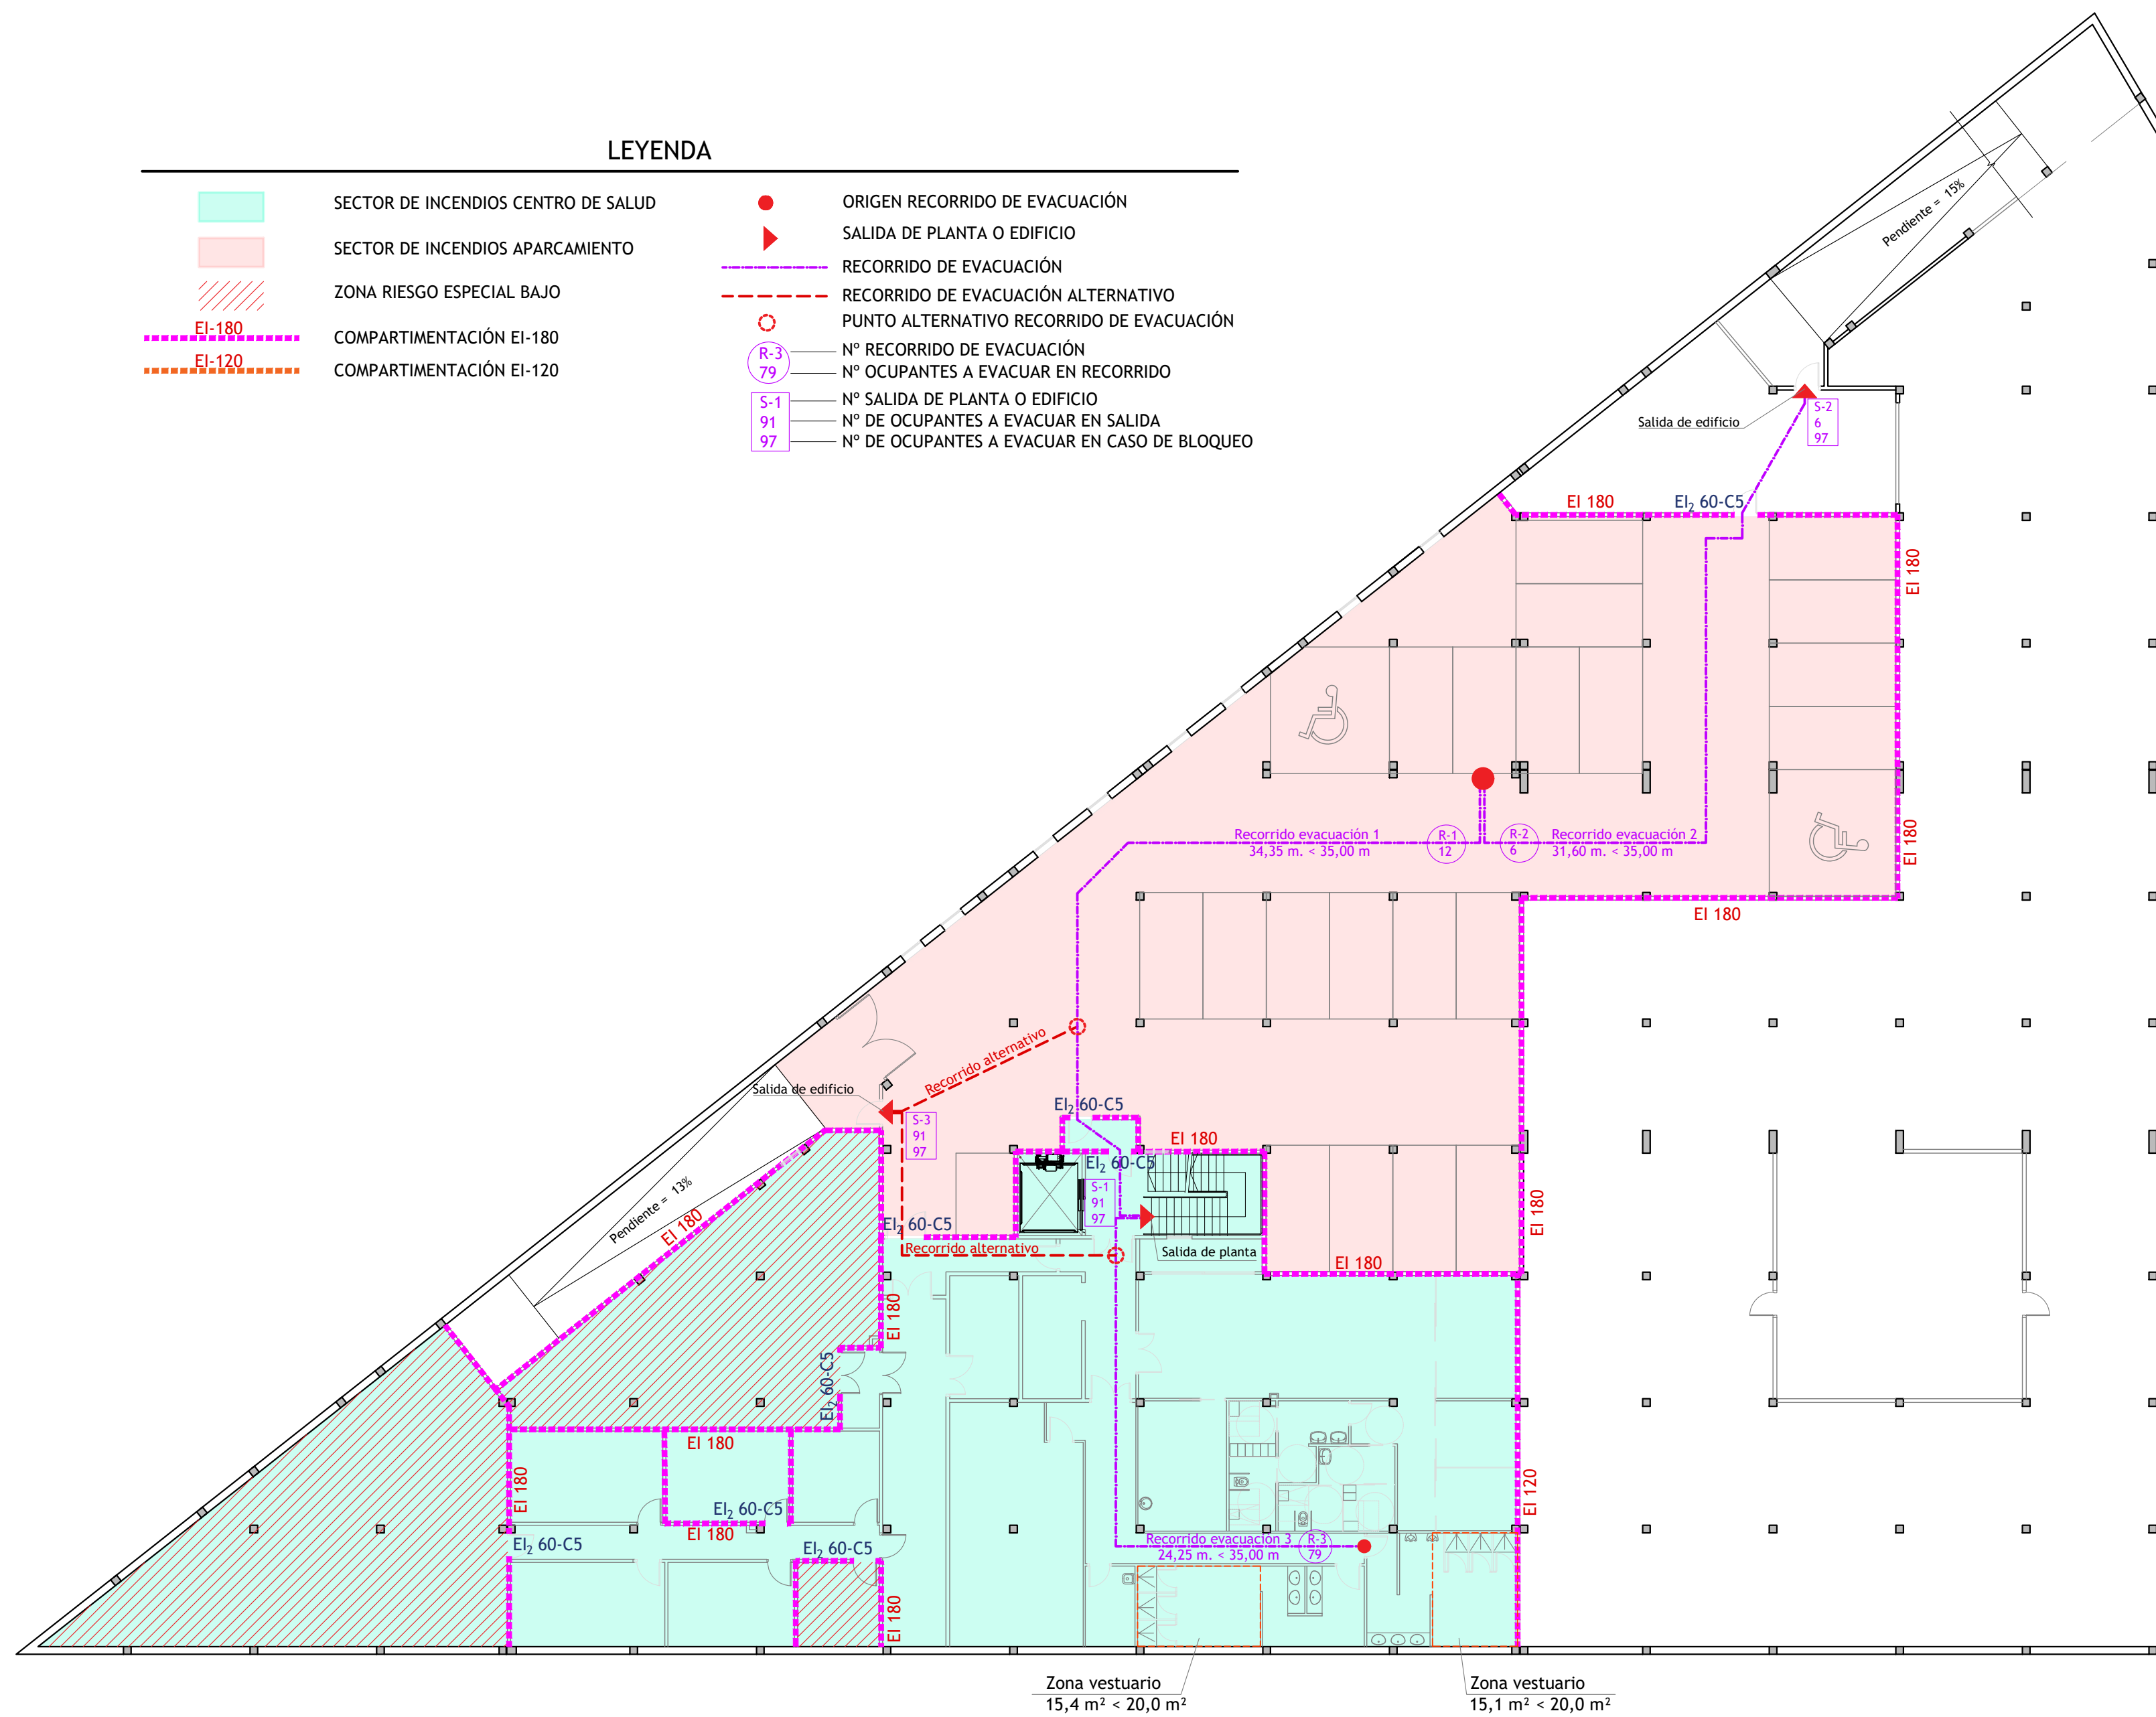 LEYENDA
SECTOR DE INCENDIOS CENTRO DE SALUD
SECTOR DE INCENDIOS APARCAMIENTO
ZONA RIESGO ESPECIAL BAJO
EI-180
COMPARTIMENTACIÓN EI-180
EI-120
COMPARTIMENTACIÓN EI-120
ORIGEN RECORRIDO DE EVACUACIÓN
SALIDA DE PLANTA O EDIFICIO
RECORRIDO DE EVACUACIÓN
RECORRIDO DE EVACUACIÓN ALTERNATIVO
PUNTO ALTERNATIVO RECORRIDO DE EVACUACIÓN
R-3
Nº RECORRIDO DE EVACUACIÓN
79
Nº OCUPANTES A EVACUAR EN RECORRIDO
S-1
Nº SALIDA DE PLANTA O EDIFICIO
91
Nº DE OCUPANTES A EVACUAR EN SALIDA
97
Nº DE OCUPANTES A EVACUAR EN CASO DE BLOQUEO
Pendiente = 15%
Salida de edificio
S-2
6
97
EI 180
EI2 60-C5
EI 180
EI 180
EI 180
Recorrido evacuación 1
34,35 m. < 35,00 m
R-1
12
R-2
6
Recorrido evacuación 2
31,60 m. < 35,00 m
Recorrido alternativo
Salida de edificio
S-3
91
97
EI2 60-C5
EI 180
EI2 60-C5
S-1
91
97
Salida de planta
Pendiente = 13%
EI 180
EI2 60-C5
Recorrido alternativo
EI 180
EI 180
EI 180
EI2 60-C5
EI 180
EI 180
EI2 60-C5
EI 180
EI2 60-C5
EI2 60-C5
EI 180
EI 120
Recorrido evacuación 3
24,25 m. < 35,00 m
R-3
79
Zona vestuario
15,4 m² < 20,0 m²
Zona vestuario
15,1 m² < 20,0 m²